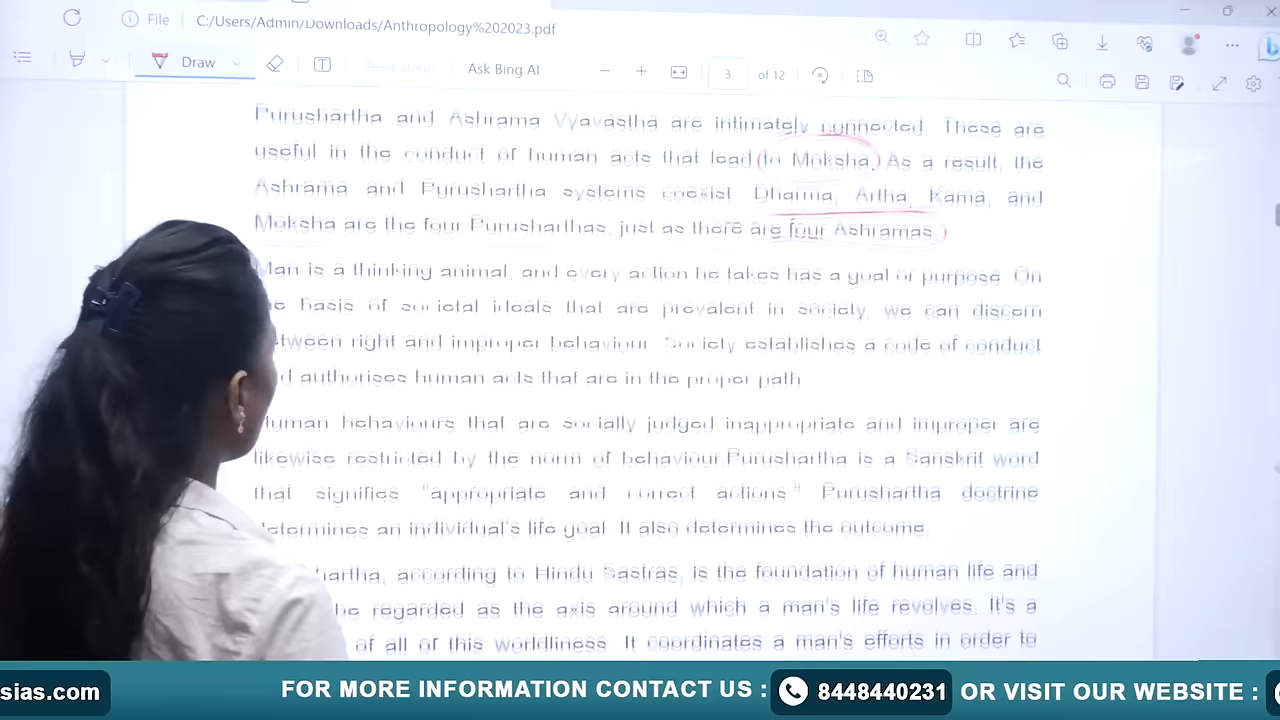 File C:/Users/Admin/Downloads/Anthropology%202023.pdf
Draw Read aloud Ask Bing AI 3 of 12
Purushartha and Ashrama Vyavastha are intimately connected. These are
useful in the conduct of human acts that lead to Moksha. As a result, the
Ashrama and Purushartha systems coexist. Dharma, Artha, Kama, and
Moksha are the four Purusharthas, just as there are four Ashramas.
Man is a thinking animal, and every action he takes has a goal or purpose. On
basis of societal ideals that are prevalent in society, we can discern
right and improper behaviour. Society establishes a code of conduct
authorises human acts that are in the proper path.
Human behaviours that are socially judged inappropriate and improper are
likewise restricted by the norm of behaviour.Purushartha is a Sanskrit word
that signifies "appropriate and correct actions." Purushartha doctrine
determines an individual's life goal. It also determines the outcome.
according to Hindu Sastras, is the foundation of human life and
be regarded as the axis around which a man's life revolves. It's a
of all of this worldliness. It coordinates a man's efforts in order to
sias.com FOR MORE INFORMATION CONTACT US : 8448440231 OR VISIT OUR WEBSITE :